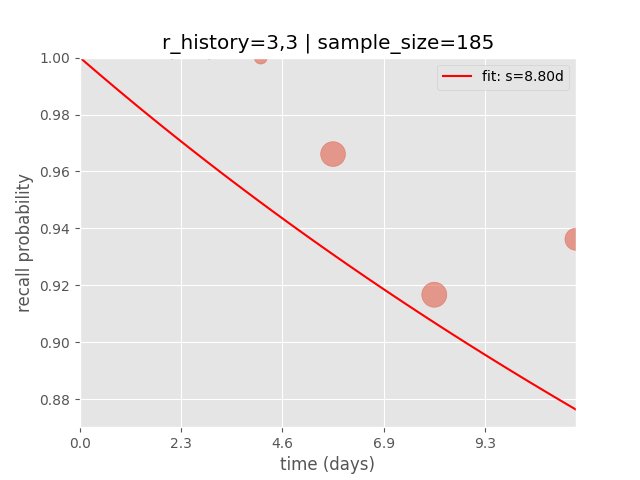 r_history=3,3 | sample_size=185
fit: s=8.80d
recall probability
1.00
0.98
0.96
0.94
0.92
0.90
0.88
0.0 2.3 4.6 6.9 9.3
time (days)